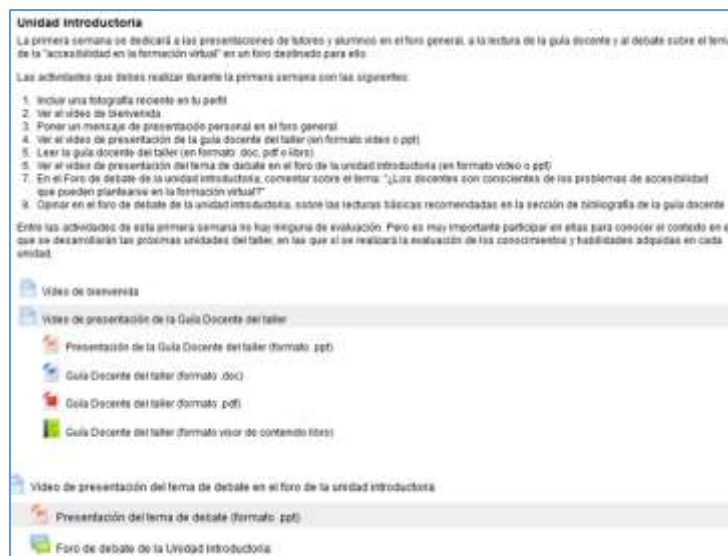 Unidad Introductoria
La primera semana se dedicará a las presentaciones de tutores y alumnos en el foro general, a la lectura de la guía docente y al debate sobre el tema
de la "accesibilidad en la formación virtual" en un foro destinado para ello.
Las actividades que debes realizar durante la primera semana son las siguientes:
1. Incluir una fotografía reciente en tu perfil
2. Ver el vídeo de bienvenida
3. Poner un mensaje de presentación personal en el foro general
4. Ver el vídeo de presentación de la guía docente del taller (en formato video o ppt)
5. Leer la guía docente del taller (en formato .doc, pdf o libro)
6. Ver el vídeo de presentación del tema de debate en el foro de la unidad introductoria (en formato video o ppt)
7. En el Foro de debate de la unidad introductoria, comentar sobre el tema: "¿Los docentes son conscientes de los problemas de accesibilidad
que pueden plantearse en la formación virtual?"
8. Opinar en el foro de debate de la unidad introductoria, sobre las lecturas básicas recomendadas en la sección de bibliografía de la guía docente
Entre las actividades de esta primera semana no hay ninguna de evaluación. Pero es muy importante participar en ellas para conocer el contexto en el
que se desarrollarán las próximas unidades del taller, en las que sí se realizará la evaluación de los conocimientos y habilidades adquiridas en cada
unidad.
Vídeo de bienvenida
Vídeo de presentación de la Guía Docente del taller
Presentación de la Guía Docente del taller (formato .ppt)
Guía Docente del taller (formato .doc)
Guía Docente del taller (formato .pdf)
Guía Docente del taller (formato visor de contenido libro)
Vídeo de presentación del tema de debate en el foro de la unidad introductoria
Presentación del tema de debate (formato .ppt)
Foro de debate de la Unidad Introductoria